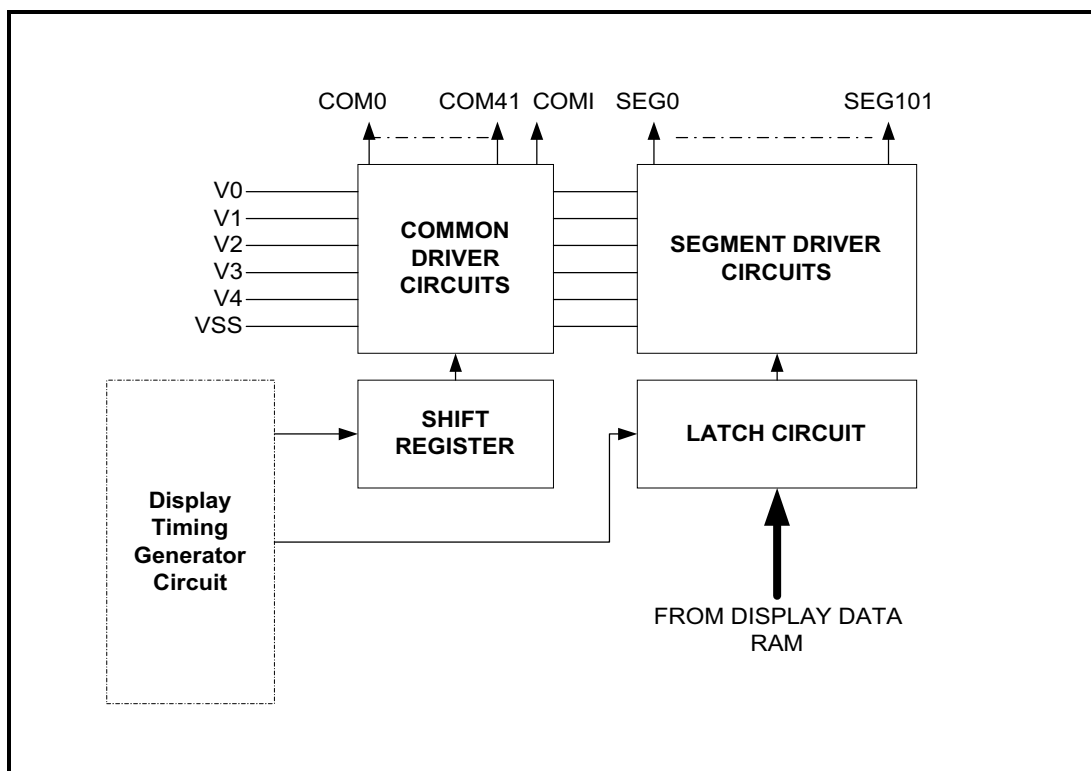 COM0 COM41 COMI SEG0 SEG101
V0
V1
V2
V3
V4
VSS
COMMON
DRIVER
CIRCUITS
SEGMENT DRIVER
CIRCUITS
SHIFT
REGISTER
LATCH CIRCUIT
Display
Timing
Generator
Circuit
FROM DISPLAY DATA
RAM